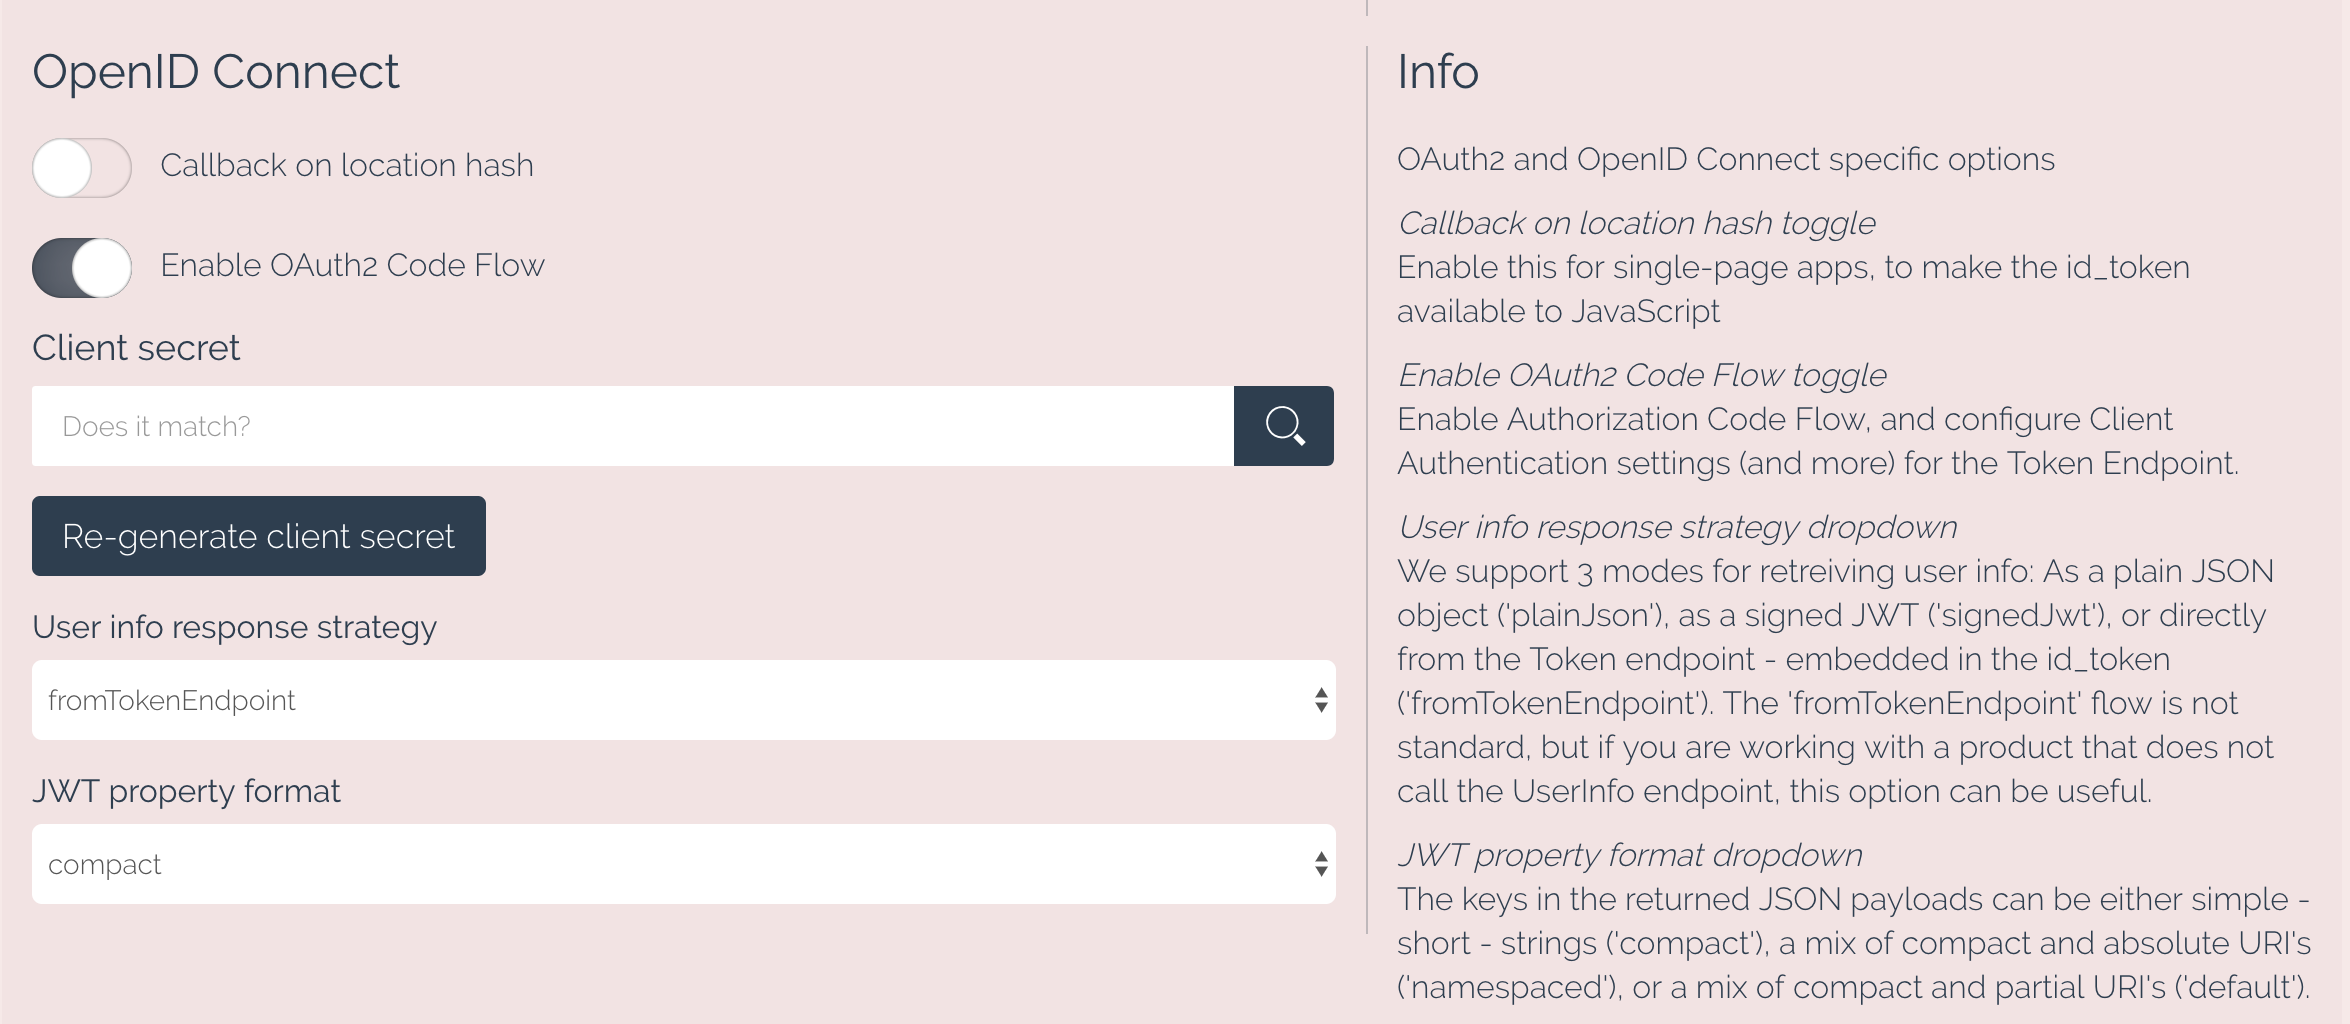 OpenID Connect
Callback on location hash
Enable OAuth2 Code Flow
Client secret
Does it match?
Re-generate client secret
User info response strategy
fromTokenEndpoint
JWT property format
compact
Info
OAuth2 and OpenID Connect specific options
Callback on location hash toggle
Enable this for single-page apps, to make the id_token
available to JavaScript
Enable OAuth2 Code Flow toggle
Enable Authorization Code Flow, and configure Client
Authentication settings (and more) for the Token Endpoint.
User info response strategy dropdown
We support 3 modes for retreiving user info: As a plain JSON
object ('plainJson'), as a signed JWT ('signedJwt'), or directly
from the Token endpoint - embedded in the id_token
('fromTokenEndpoint'). The 'fromTokenEndpoint' flow is not
standard, but if you are working with a product that does not
call the UserInfo endpoint, this option can be useful.
JWT property format dropdown
The keys in the returned JSON payloads can be either simple -
short - strings ('compact'), a mix of compact and absolute URI's
('namespaced'), or a mix of compact and partial URI's ('default').